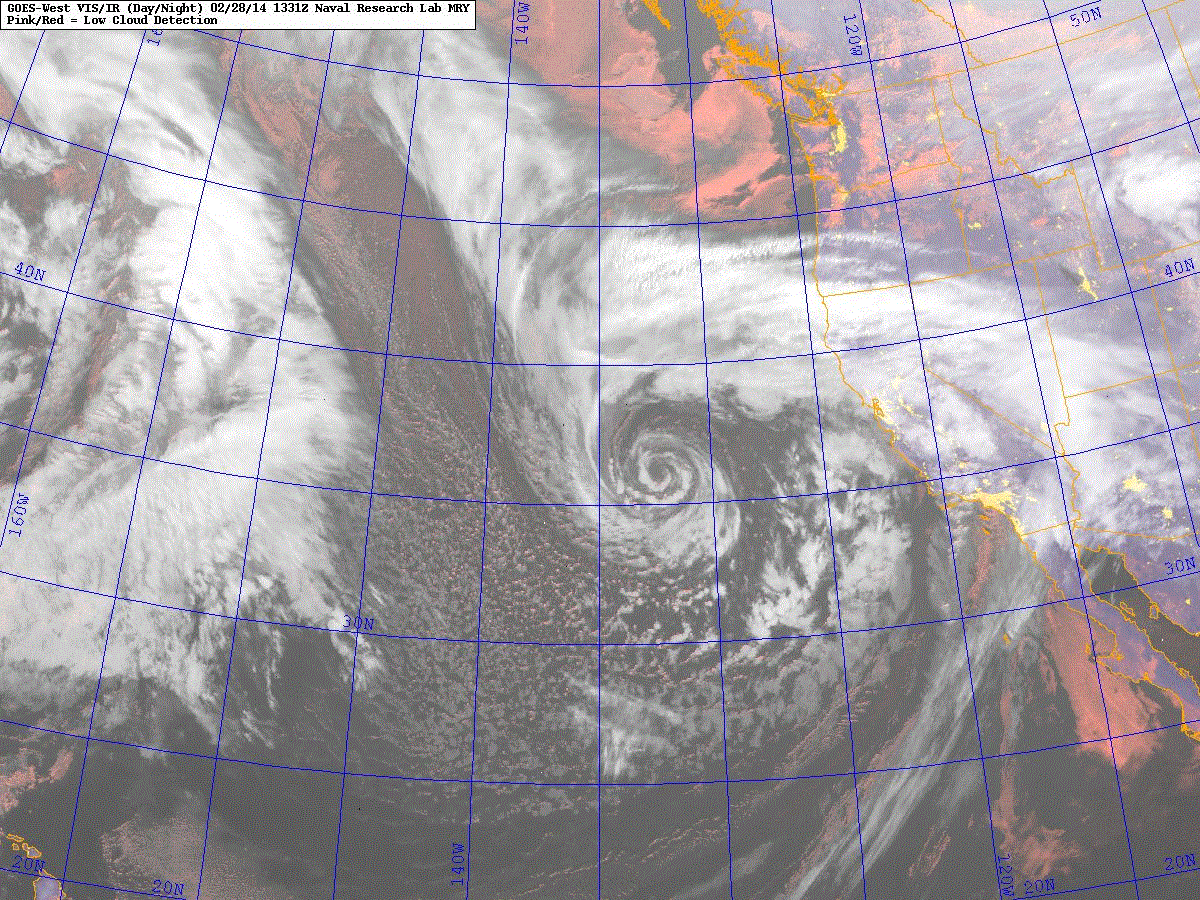 GOES-West VIS/IR (Day/Night) 02/28/14 1331Z Naval Research Lab MRY
Pink/Red = Low Cloud Detection
140W
120W
50N
40N
40N
160W
30N
30N
140W
120W
20N
20N
20N
20N